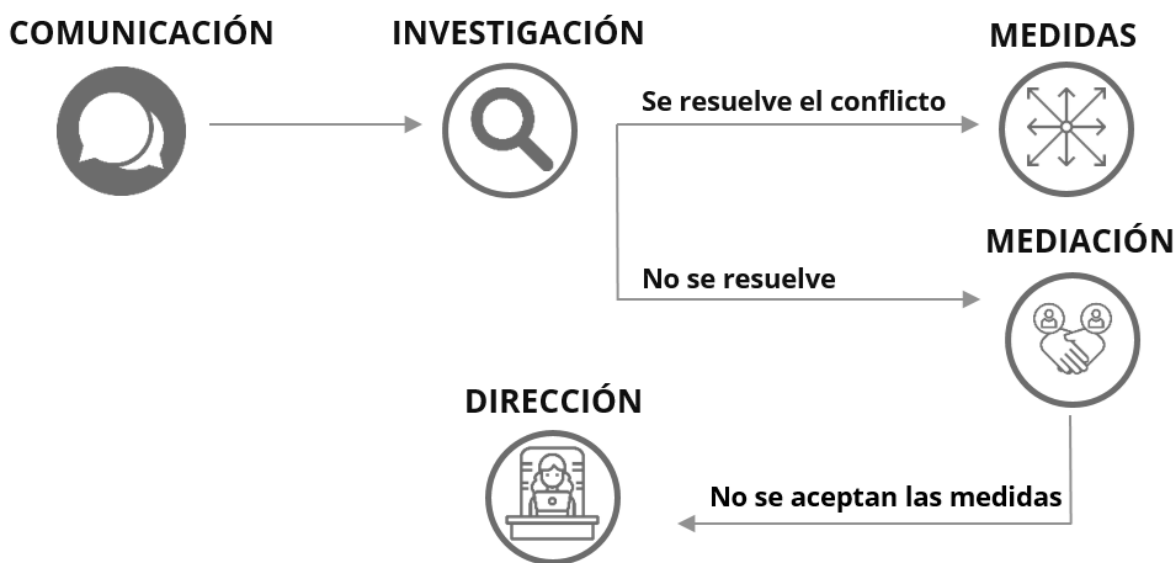 COMUNICACIÓN
INVESTIGACIÓN
MEDIDAS
Se resuelve el conflicto
MEDIACIÓN
No se resuelve
DIRECCIÓN
No se aceptan las medidas